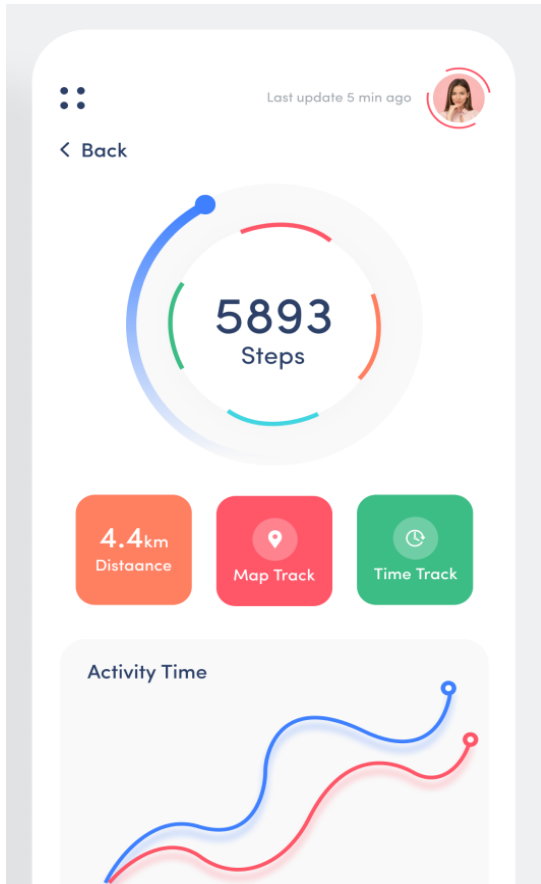 Last update 5 min ago
Back
5893
Steps
4.4km
Distaance
Map Track
Time Track
Activity Time